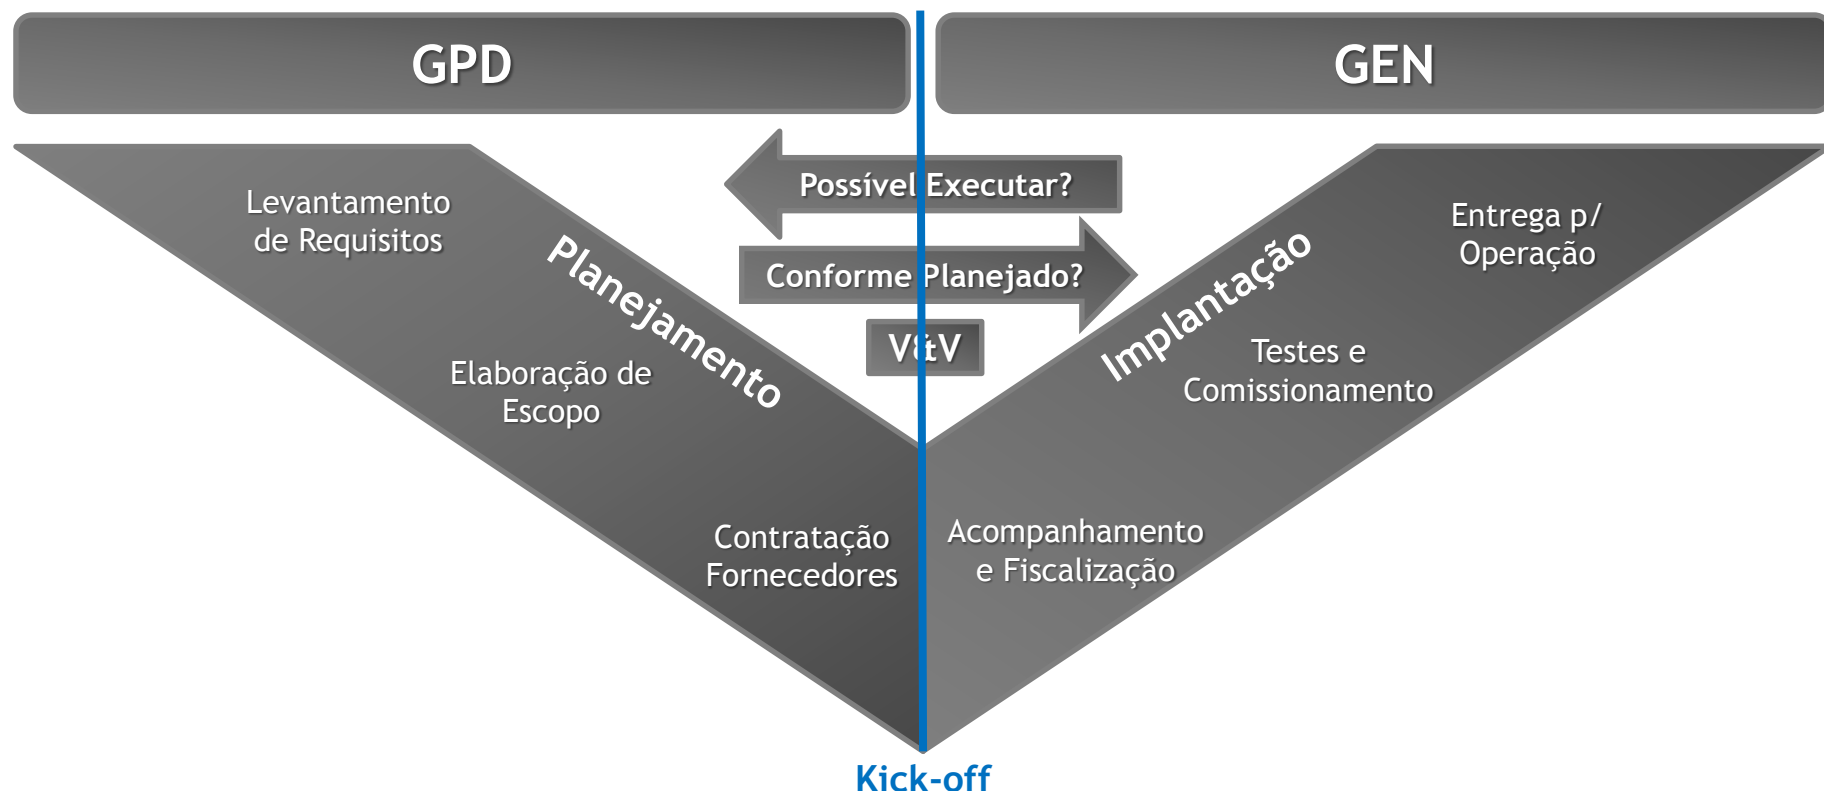 GPD
GEN
Possível Executar?
Conforme Planejado?
V&V
Planejamento
Levantamento
de Requisitos
Elaboração de
Escopo
Contratação
Fornecedores
Implantação
Entrega p/
Operação
Testes e
Comissionamento
Acompanhamento
e Fiscalização
Kick-off